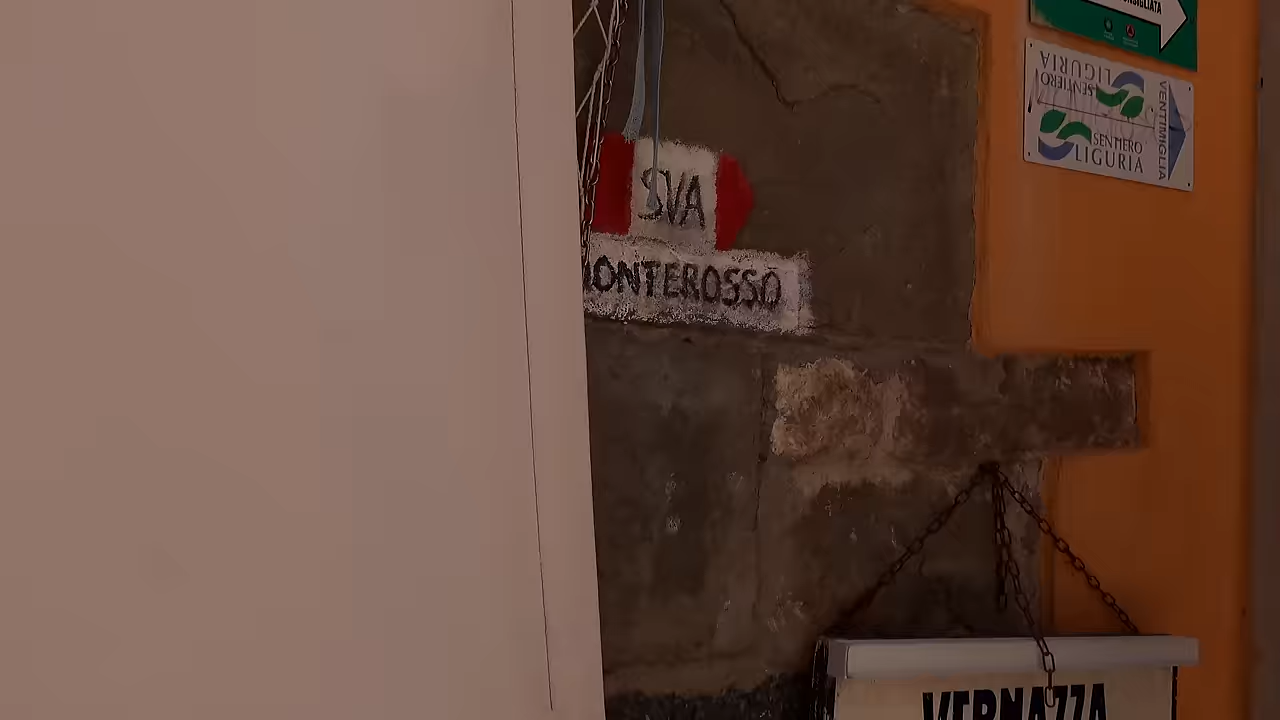 SVA
MONTEROSSO
LIGURIA
SENTIERO
SENTIERO
LIGURIA
VENTIMIGLIA
VERNAZZA